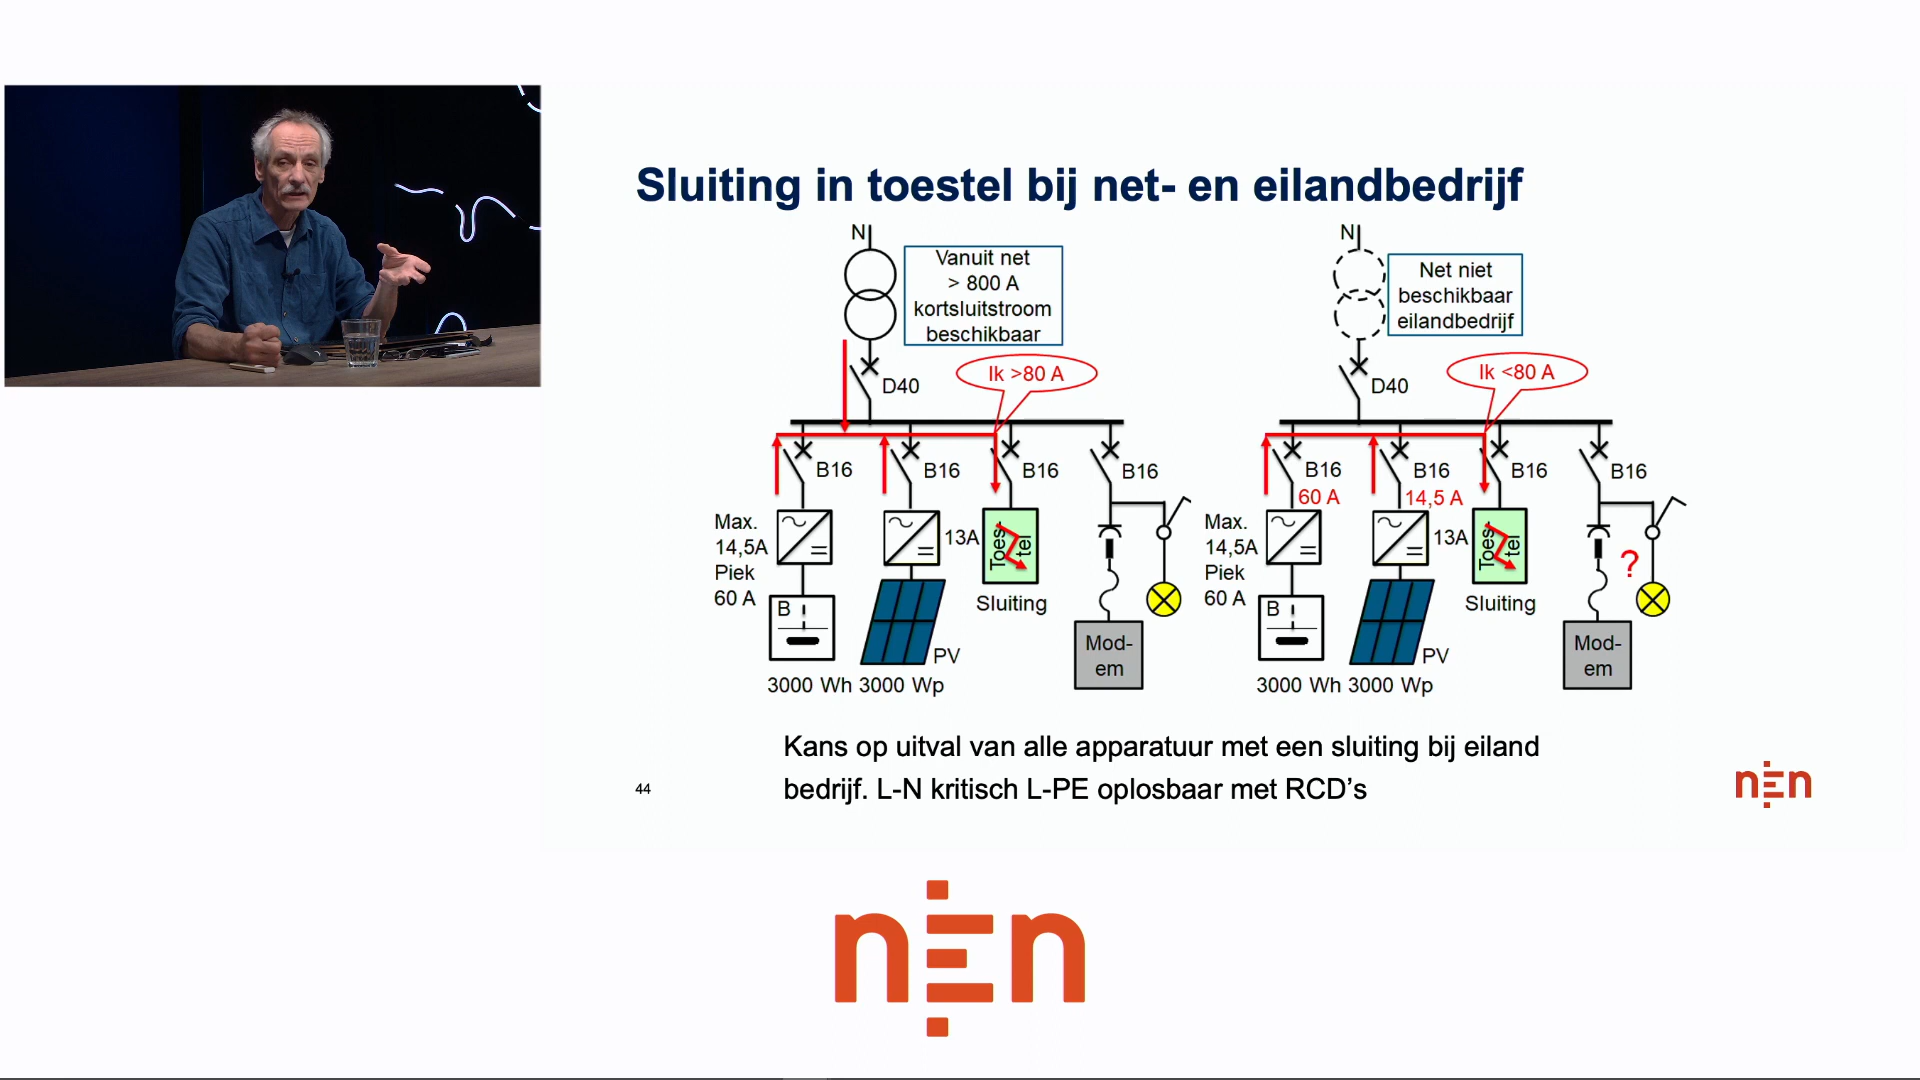 Sluiting in toestel bij net- en eilandbedrijf
N
Vanuit net
> 800 A
kortsluitstroom
beschikbaar
N
Net niet
beschikbaar
eilandbedrijf
D40
Ik >80 A
D40
Ik <80 A
B16
B16
B16
B16
B16
B16
B16
B16
60 A
14,5 A
Max.
14,5A
Piek
60 A
13A
Toes-
tel
Max.
14,5A
Piek
60 A
13A
Toes-
tel
?
B
Sluiting
B
Sluiting
Mod-
em
PV
Mod-
em
PV
3000 Wh
3000 Wp
3000 Wh
3000 Wp
Kans op uitval van alle apparatuur met een sluiting bij eiland
bedrijf. L-N kritisch L-PE oplosbaar met RCD’s
44
nen
nen